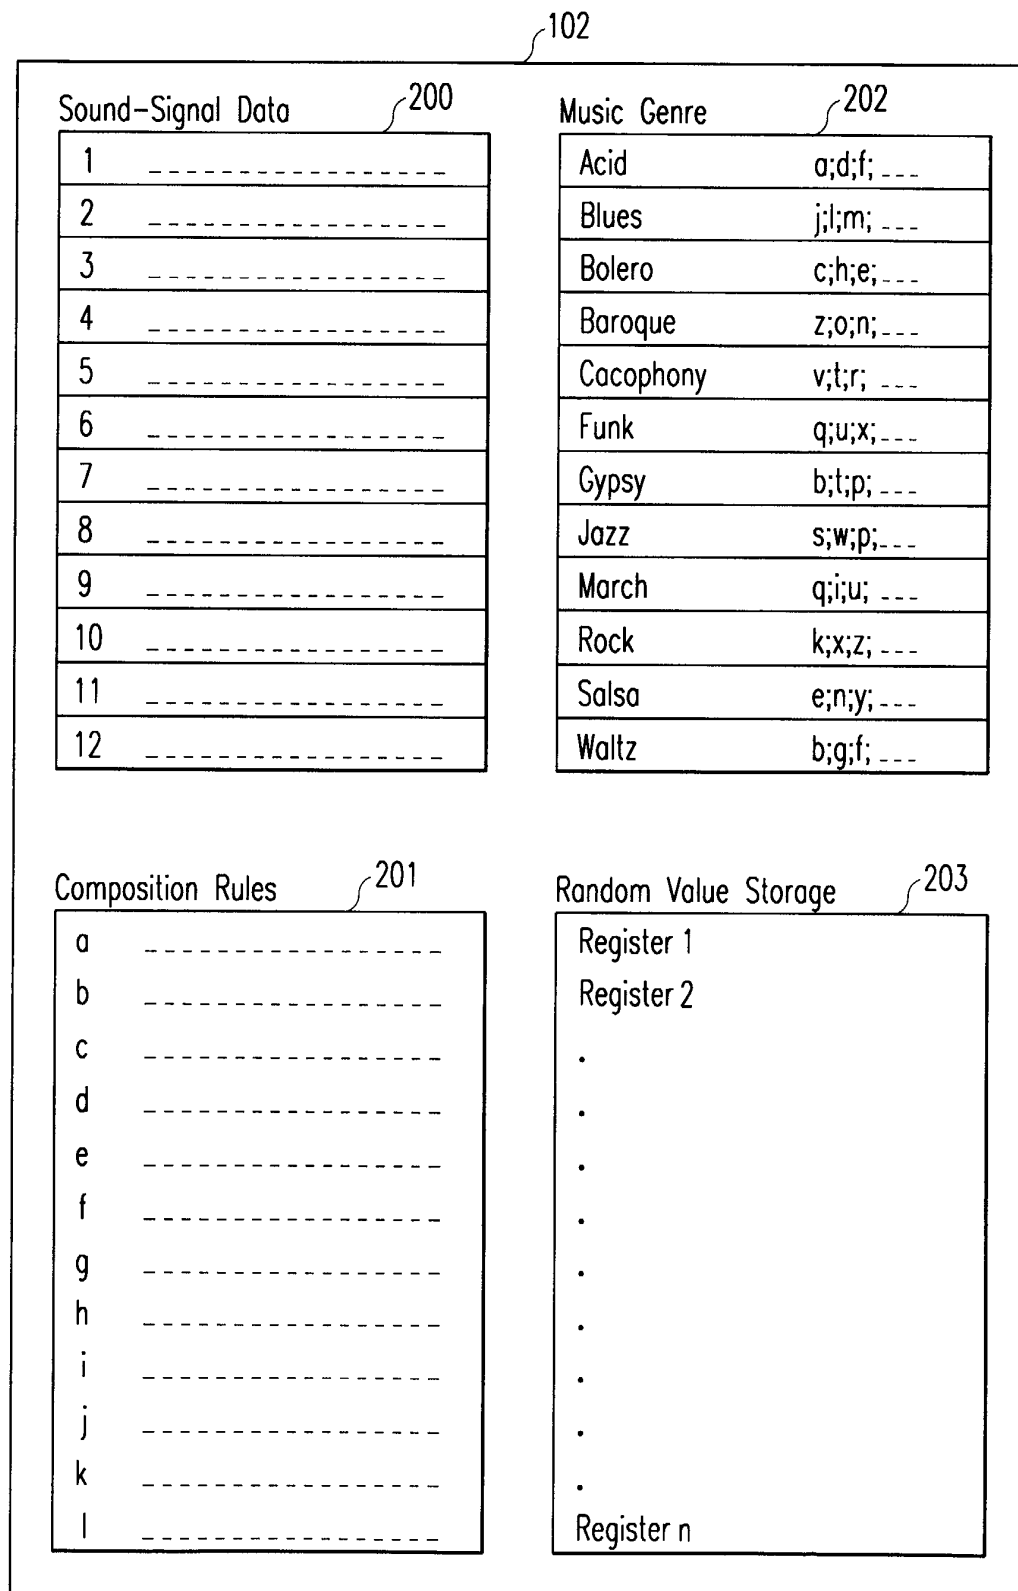 102
Sound-Signal Data 200
1 _ _ _ _ _ _ _ _ _ _ _ _ _ _ _
2 _ _ _ _ _ _ _ _ _ _ _ _ _ _ _
3 _ _ _ _ _ _ _ _ _ _ _ _ _ _ _
4 _ _ _ _ _ _ _ _ _ _ _ _ _ _ _
5 _ _ _ _ _ _ _ _ _ _ _ _ _ _ _
6 _ _ _ _ _ _ _ _ _ _ _ _ _ _ _
7 _ _ _ _ _ _ _ _ _ _ _ _ _ _ _
8 _ _ _ _ _ _ _ _ _ _ _ _ _ _ _
9 _ _ _ _ _ _ _ _ _ _ _ _ _ _ _
10 _ _ _ _ _ _ _ _ _ _ _ _ _ _ _
11 _ _ _ _ _ _ _ _ _ _ _ _ _ _ _
12 _ _ _ _ _ _ _ _ _ _ _ _ _ _ _
Music Genre 202
Acid a;d;f; _ _ _
Blues j;l;m; _ _ _
Bolero c;h;e; _ _ _
Baroque z;o;n; _ _ _
Cacophony v;t;r; _ _ _
Funk q;u;x; _ _ _
Gypsy b;t;p; _ _ _
Jazz s;w;p; _ _ _
March q;i;u; _ _ _
Rock k;x;z; _ _ _
Salsa e;n;y; _ _ _
Waltz b;g;f; _ _ _
Composition Rules 201
a _ _ _ _ _ _ _ _ _ _ _ _ _ _ _
b _ _ _ _ _ _ _ _ _ _ _ _ _ _ _
c _ _ _ _ _ _ _ _ _ _ _ _ _ _ _
d _ _ _ _ _ _ _ _ _ _ _ _ _ _ _
e _ _ _ _ _ _ _ _ _ _ _ _ _ _ _
f _ _ _ _ _ _ _ _ _ _ _ _ _ _ _
g _ _ _ _ _ _ _ _ _ _ _ _ _ _ _
h _ _ _ _ _ _ _ _ _ _ _ _ _ _ _
i _ _ _ _ _ _ _ _ _ _ _ _ _ _ _
j _ _ _ _ _ _ _ _ _ _ _ _ _ _ _
k _ _ _ _ _ _ _ _ _ _ _ _ _ _ _
l _ _ _ _ _ _ _ _ _ _ _ _ _ _ _
Random Value Storage 203
Register 1
Register 2
.
.
.
.
.
.
.
.
.
Register n